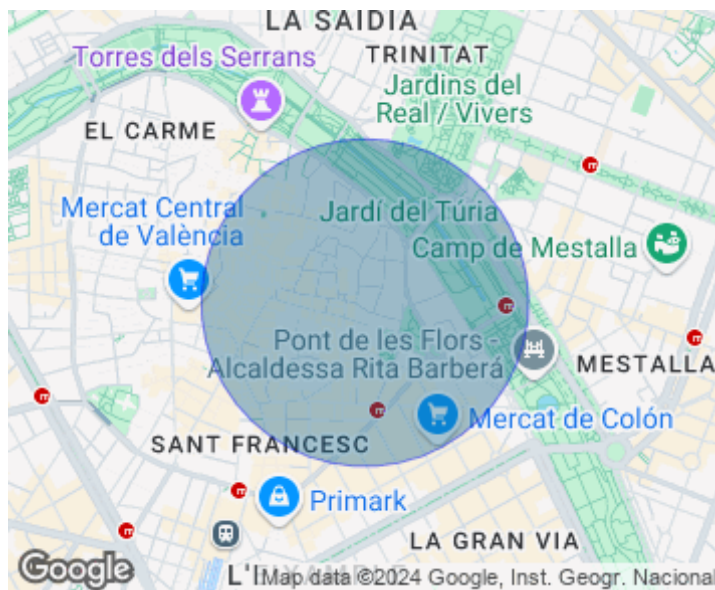 LA SAÏDIA
TRINITAT
Torres dels Serrans
Jardins del
Real / Vivers
EL CARME
Mercat Central
de València
Jardí del Túria
Camp de Mestalla
Pont de les Flors -
Alcaldessa Rita Barberá
MESTALLA
Mercat de Colón
SANT FRANCESC
Primark
LA GRAN VIA
Google
Map data ©2024 Google, Inst. Geogr. Nacional